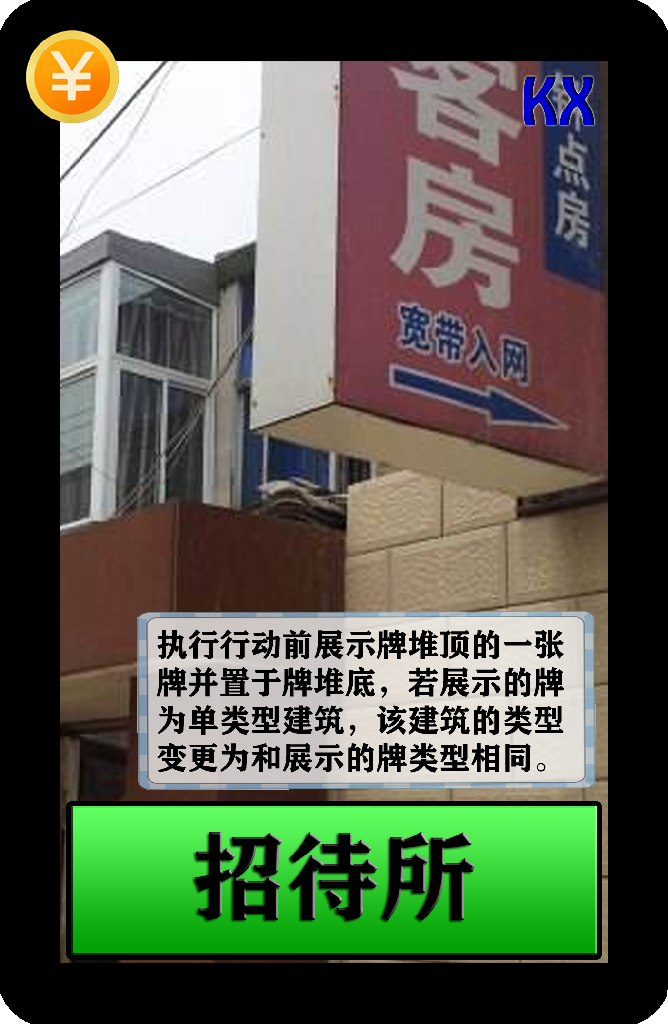 ¥
KX
客房
点房
宽带入网
执行行动前展示牌堆顶的一张
牌并置于牌堆底，若展示的牌
为单类型建筑，该建筑的类型
变更为和展示的牌类型相同。
招待所